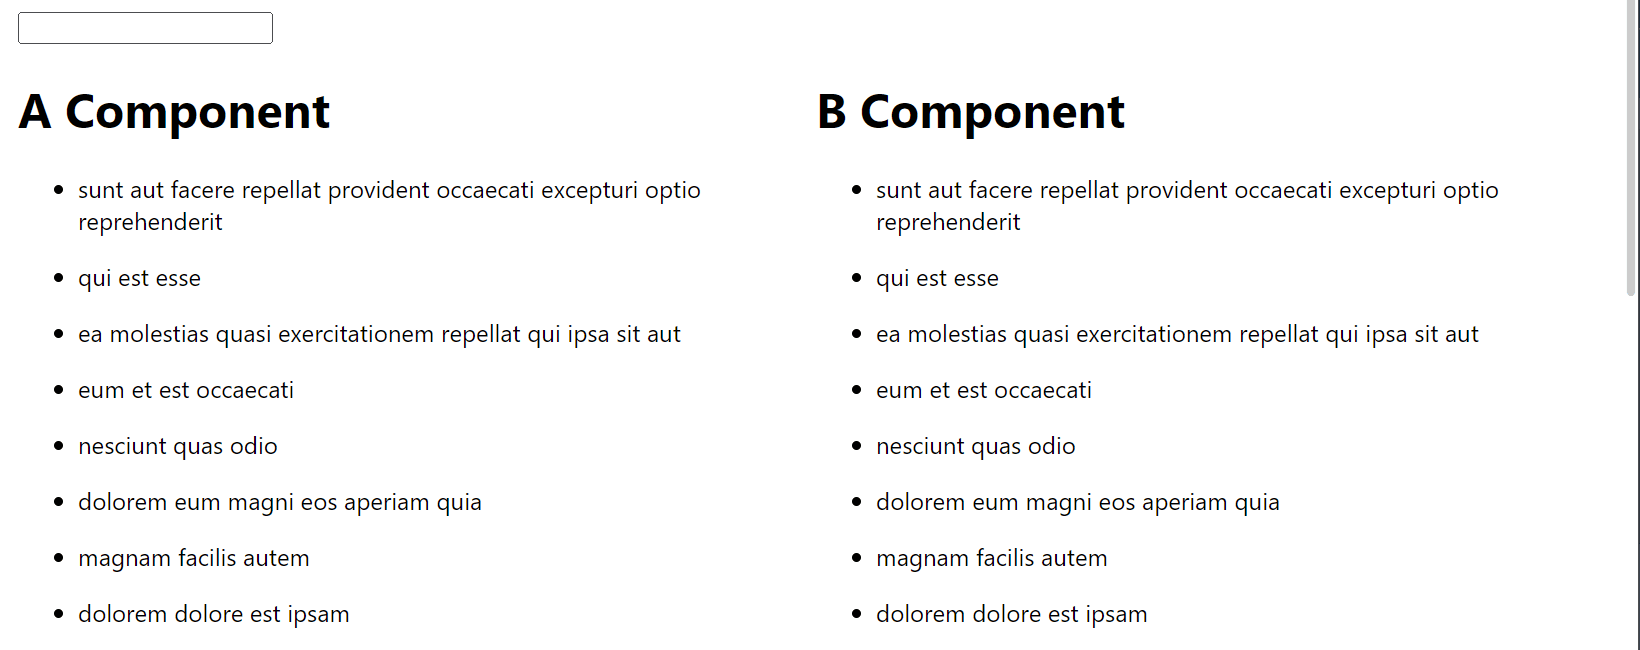 A Component
• sunt aut facere repellat provident occaecati excepturi optio
reprehenderit
• qui est esse
• ea molestias quasi exercitationem repellat qui ipsa sit aut
• eum et est occaecati
• nesciunt quas odio
• dolorem eum magni eos aperiam quia
• magnam facilis autem
• dolorem dolore est ipsam
B Component
• sunt aut facere repellat provident occaecati excepturi optio
reprehenderit
• qui est esse
• ea molestias quasi exercitationem repellat qui ipsa sit aut
• eum et est occaecati
• nesciunt quas odio
• dolorem eum magni eos aperiam quia
• magnam facilis autem
• dolorem dolore est ipsam